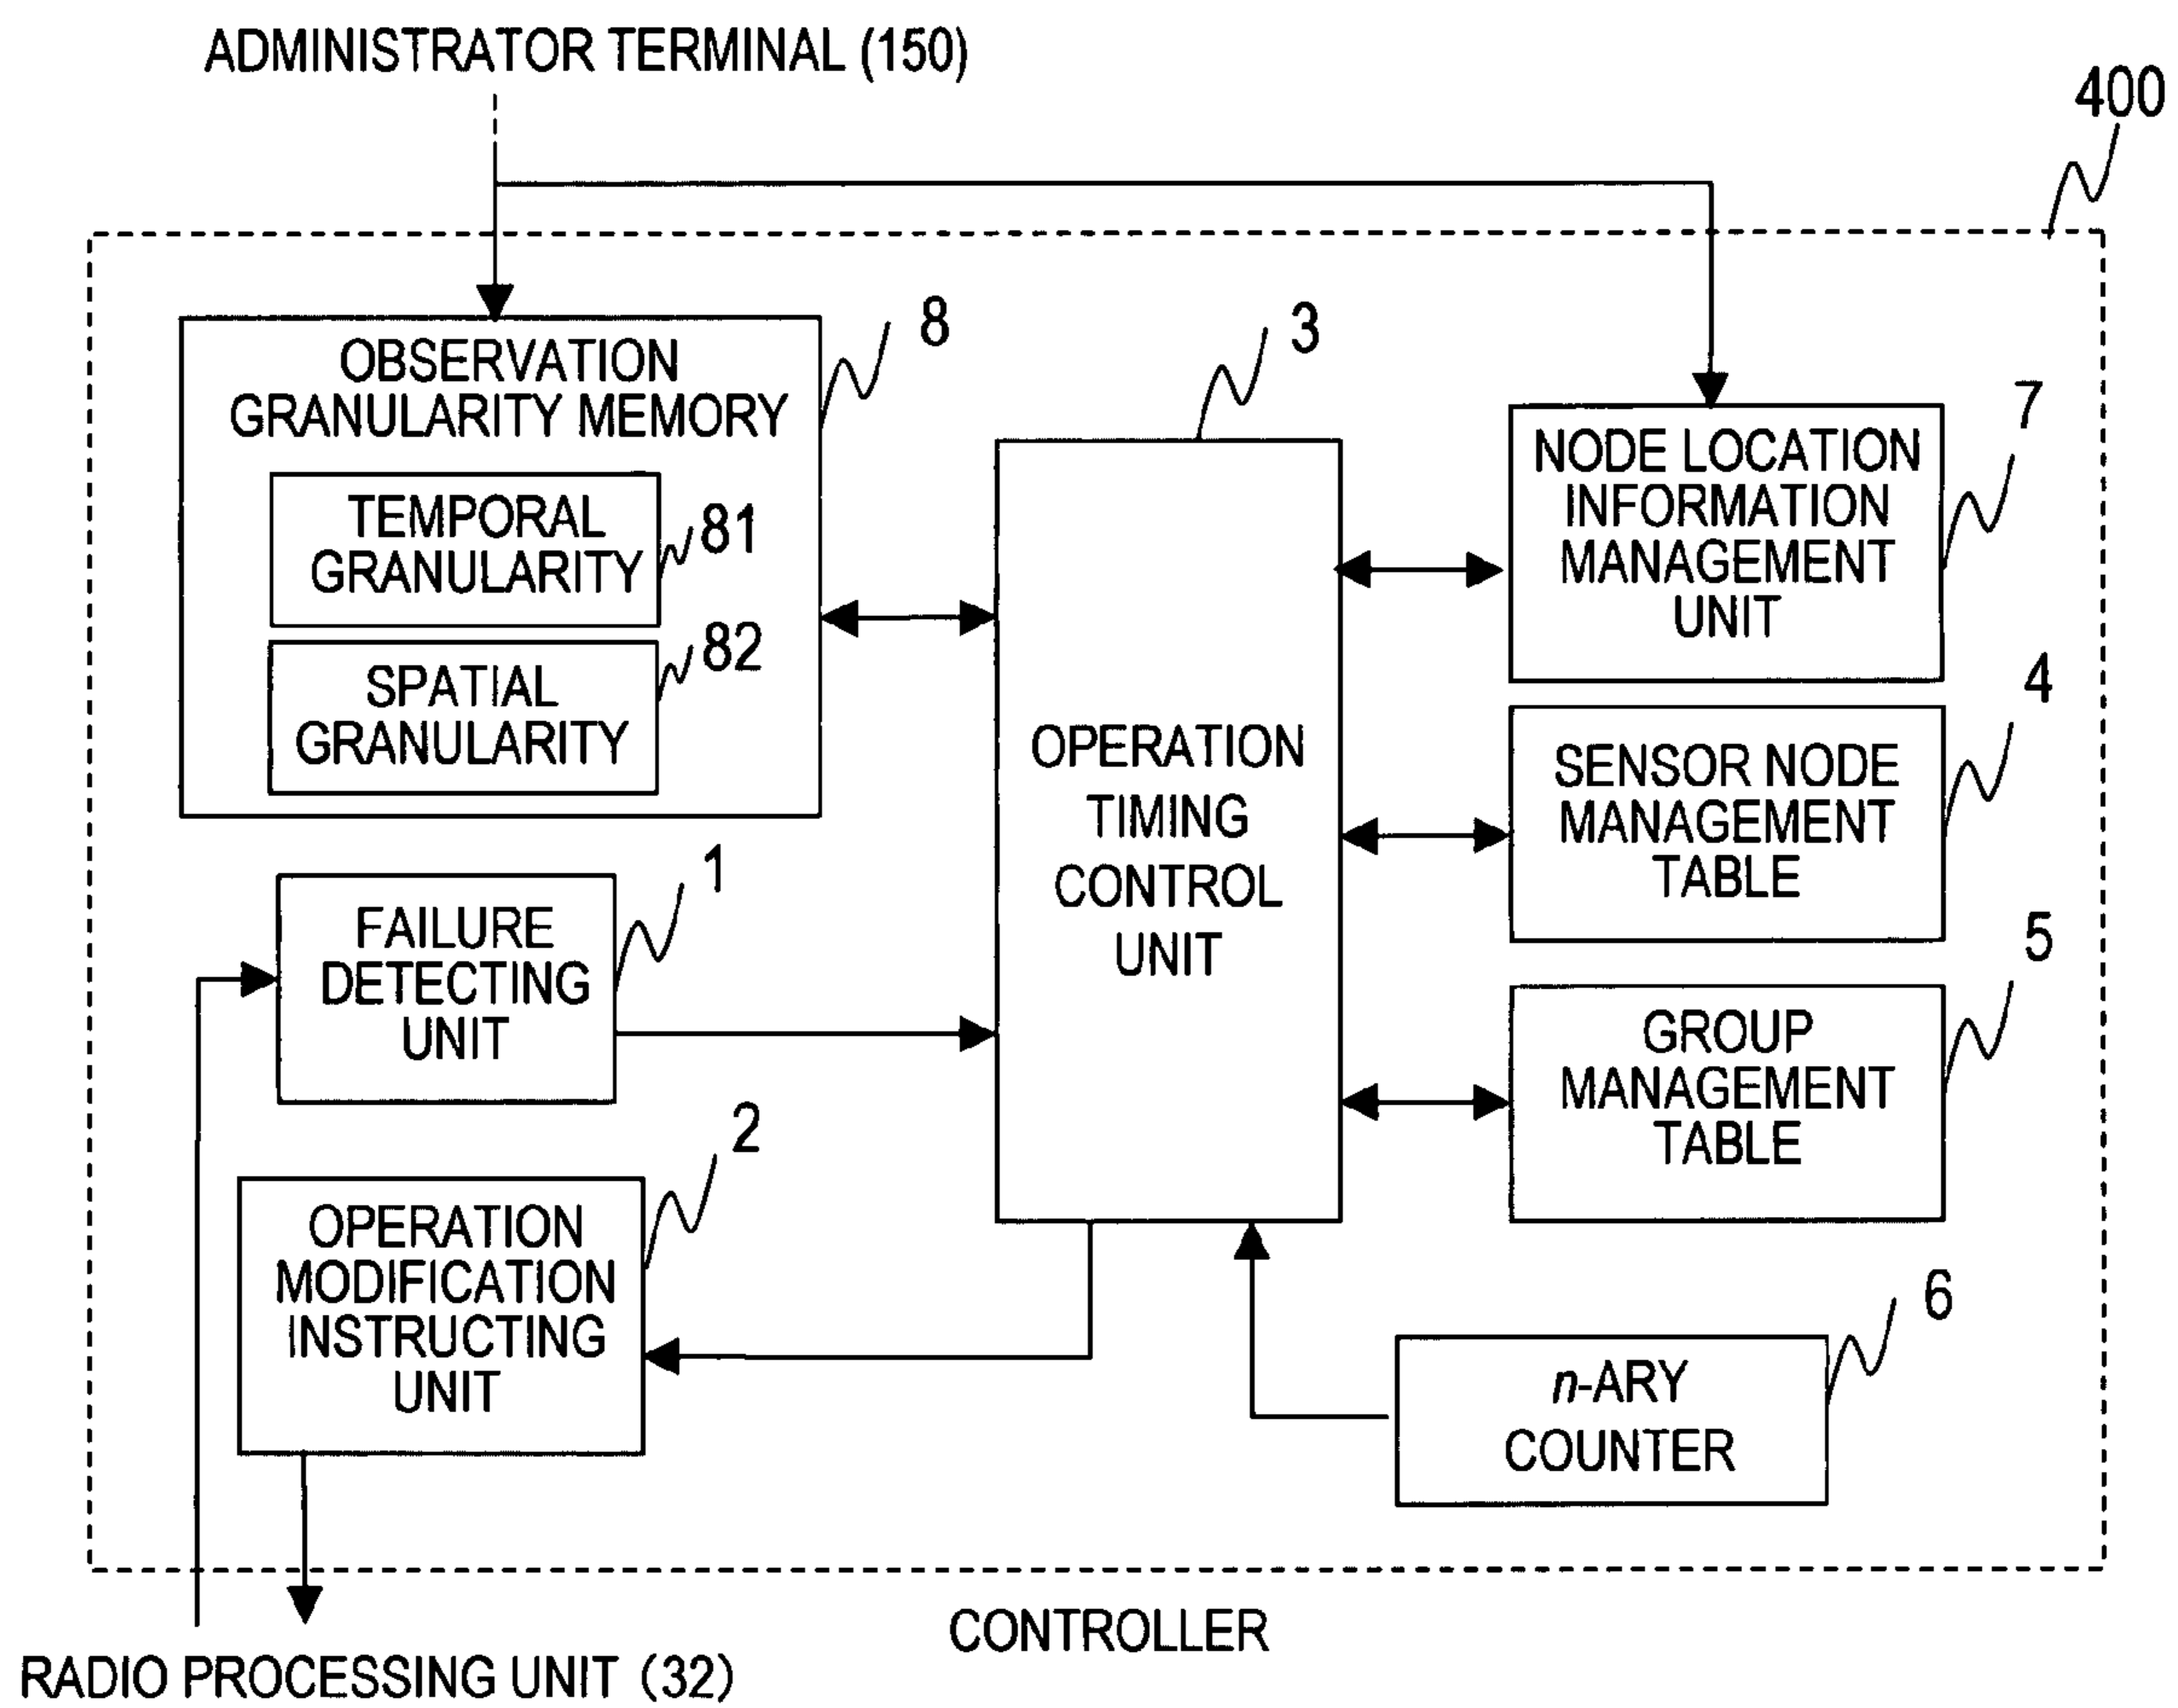 ADMINISTRATOR TERMINAL (150)
400
8
OBSERVATION
GRANULARITY MEMORY
TEMPORAL
GRANULARITY
81
SPATIAL
GRANULARITY
82
3
OPERATION
TIMING
CONTROL
UNIT
7
NODE LOCATION
INFORMATION
MANAGEMENT
UNIT
4
SENSOR NODE
MANAGEMENT
TABLE
5
GROUP
MANAGEMENT
TABLE
1
FAILURE
DETECTING
UNIT
2
OPERATION
MODIFICATION
INSTRUCTING
UNIT
6
n-ARY
COUNTER
CONTROLLER
RADIO PROCESSING UNIT (32)